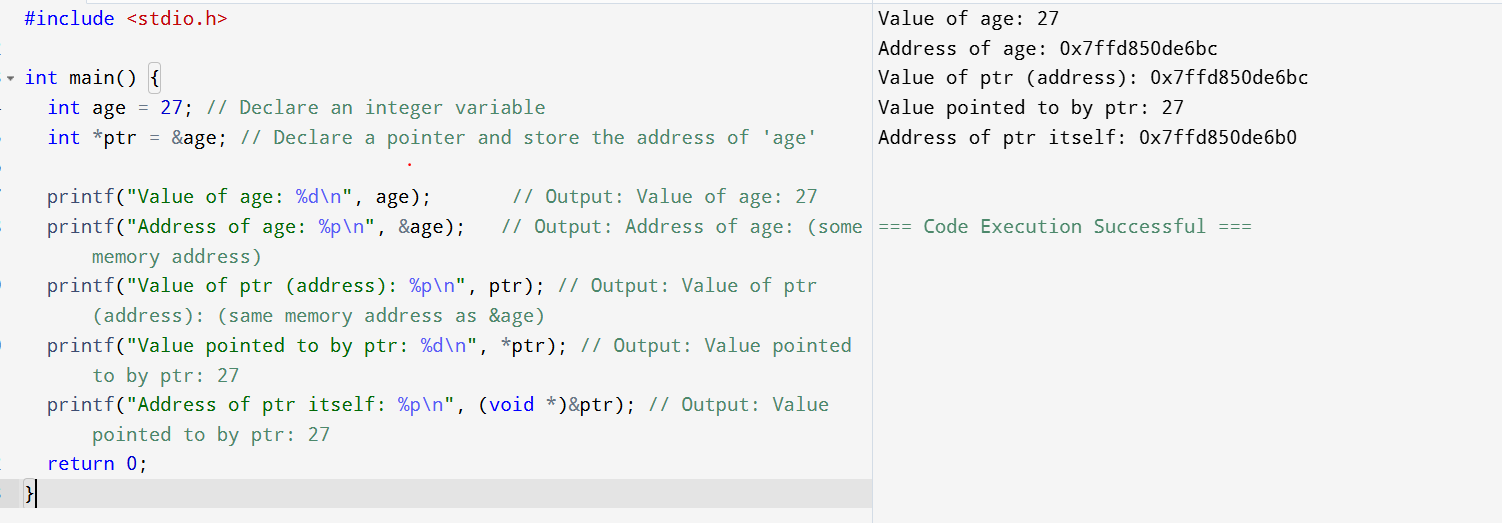 #include <stdio.h>
int main() {
int age = 27; // Declare an integer variable
int *ptr = &age; // Declare a pointer and store the address of 'age'
printf("Value of age: %d\n", age); // Output: Value of age: 27
printf("Address of age: %p\n", &age); // Output: Address of age: (some
memory address)
printf("Value of ptr (address): %p\n", ptr); // Output: Value of ptr
(address): (same memory address as &age)
printf("Value pointed to by ptr: %d\n", *ptr); // Output: Value pointed
to by ptr: 27
printf("Address of ptr itself: %p\n", (void *)&ptr); // Output: Value
pointed to by ptr: 27
return 0;
}
Value of age: 27
Address of age: 0x7ffd850de6bc
Value of ptr (address): 0x7ffd850de6bc
Value pointed to by ptr: 27
Address of ptr itself: 0x7ffd850de6b0
=== Code Execution Successful ===